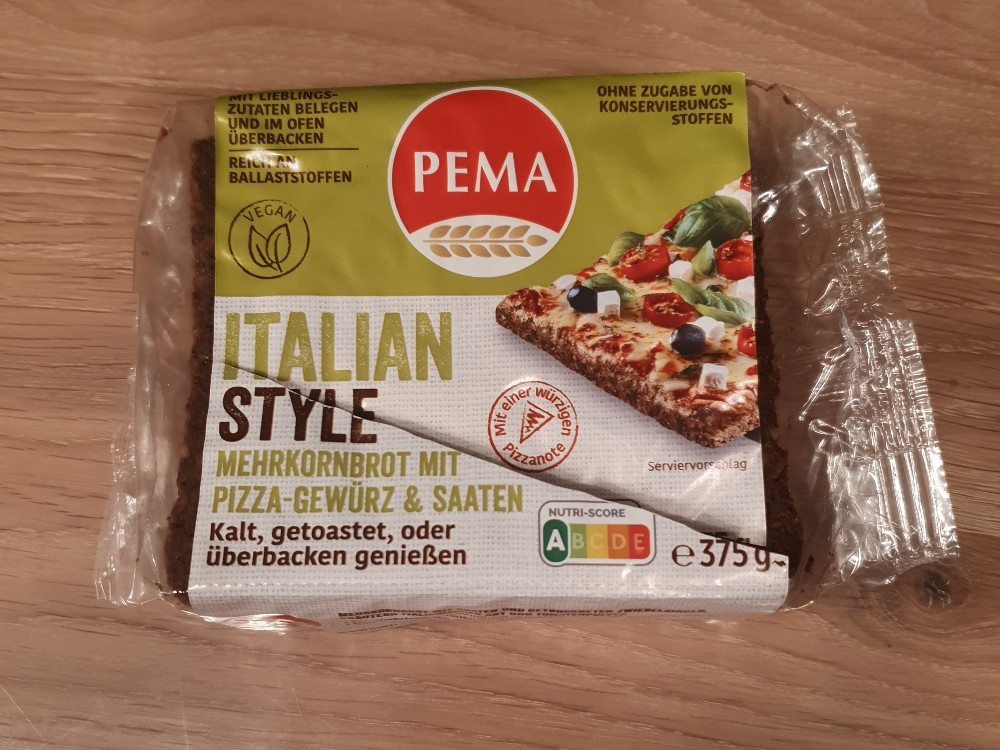 MIT LIEBLINGS-
ZUTATEN BELEGEN
UND IM OFEN
ÜBERBACKEN
REICH AN
BALLASTSTOFFEN
VEGAN
PEMA
OHNE ZUGABE VON
KONSERVIERUNGS-
STOFFEN
ITALIAN
STYLE
MEHRKORNBROT MIT
PIZZA-GEWÜRZ & SAATEN
Kalt, getoastet, oder
überbacken genießen
Mit einer würzigen
Pizzanote
Serviervorschlag
NUTRI-SCORE
A B C D E
e 375 g